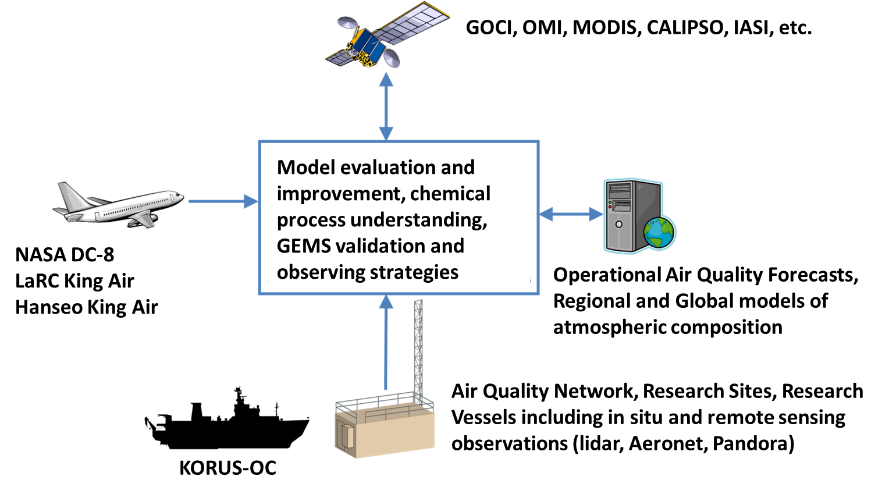 GOCI, OMI, MODIS, CALIPSO, IASI, etc.
Model evaluation and
improvement, chemical
process understanding,
GEMS validation and
observing strategies
NASA DC-8
LaRC King Air
Hanseo King Air
Operational Air Quality Forecasts,
Regional and Global models of
atmospheric composition
Air Quality Network, Research Sites, Research
Vessels including in situ and remote sensing
observations (lidar, Aeronet, Pandora)
KORUS-OC